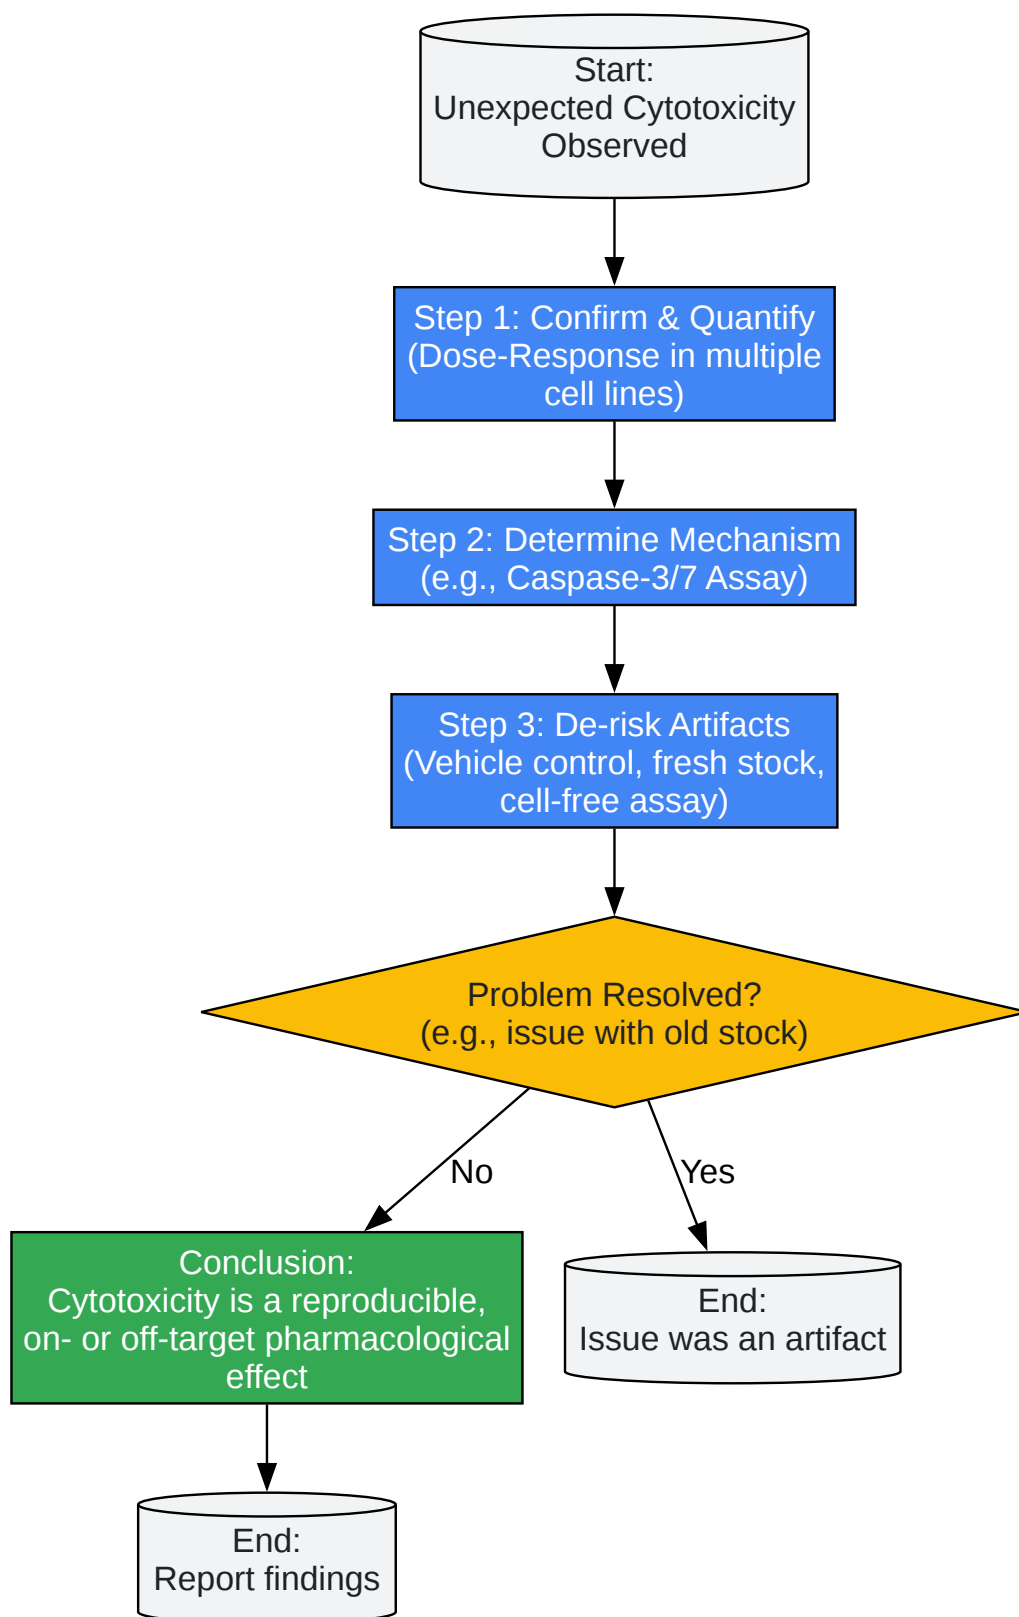 Start:
Unexpected Cytotoxicity
Observed
Step 1: Confirm & Quantify
(Dose-Response in multiple
cell lines)
Step 2: Determine Mechanism
(e.g., Caspase-3/7 Assay)
Step 3: De-risk Artifacts
(Vehicle control, fresh stock,
cell-free assay)
Problem Resolved?
(e.g., issue with old stock)
No
Yes
Conclusion:
Cytotoxicity is a reproducible,
on- or off-target pharmacological
effect
End:
Issue was an artifact
End:
Report findings